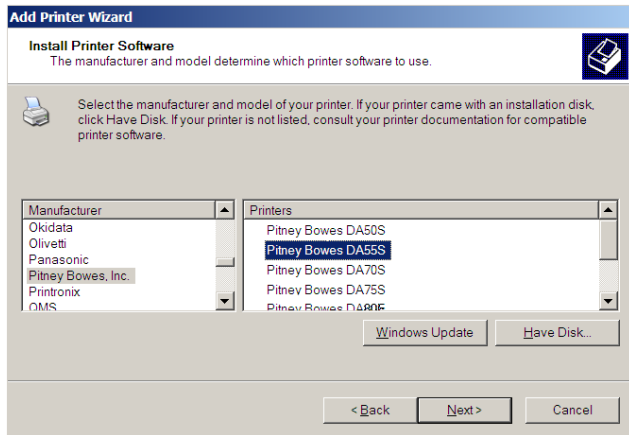 Add Printer Wizard
Install Printer Software
The manufacturer and model determine which printer software to use.
Select the manufacturer and model of your printer. If your printer came with an installation disk,
click Have Disk. If your printer is not listed, consult your printer documentation for compatible
printer software.
Manufacturer
Okidata
Olivetti
Panasonic
Pitney Bowes, Inc.
Printronix
QMS
Printers
Pitney Bowes DA50S
Pitney Bowes DA55S
Pitney Bowes DA70S
Pitney Bowes DA75S
Pitney Bowes
Windows Update
Have Disk...
< Back
Next >
Cancel